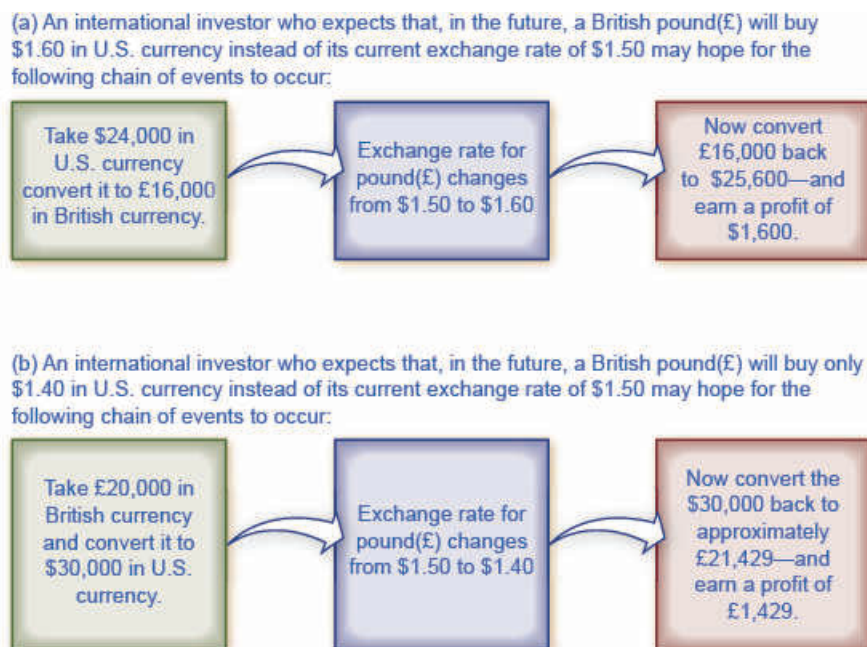 (a) An international investor who expects that, in the future, a British pound(£) will buy
$1.60 in U.S. currency instead of its current exchange rate of $1.50 may hope for the
following chain of events to occur:
Take $24,000 in
U.S. currency
convert it to £16,000
in British currency.
Exchange rate for
pound(£) changes
from $1.50 to $1.60
Now convert
£16,000 back
to $25,600—and
earn a profit of
$1,600.
(b) An international investor who expects that, in the future, a British pound(£) will buy only
$1.40 in U.S. currency instead of its current exchange rate of $1.50 may hope for the
following chain of events to occur:
Take £20,000 in
British currency
and convert it to
$30,000 in U.S.
currency.
Exchange rate for
pound(£) changes
from $1.50 to $1.40
Now convert the
$30,000 back to
approximately
£21,429—and
earn a profit of
£1,429.